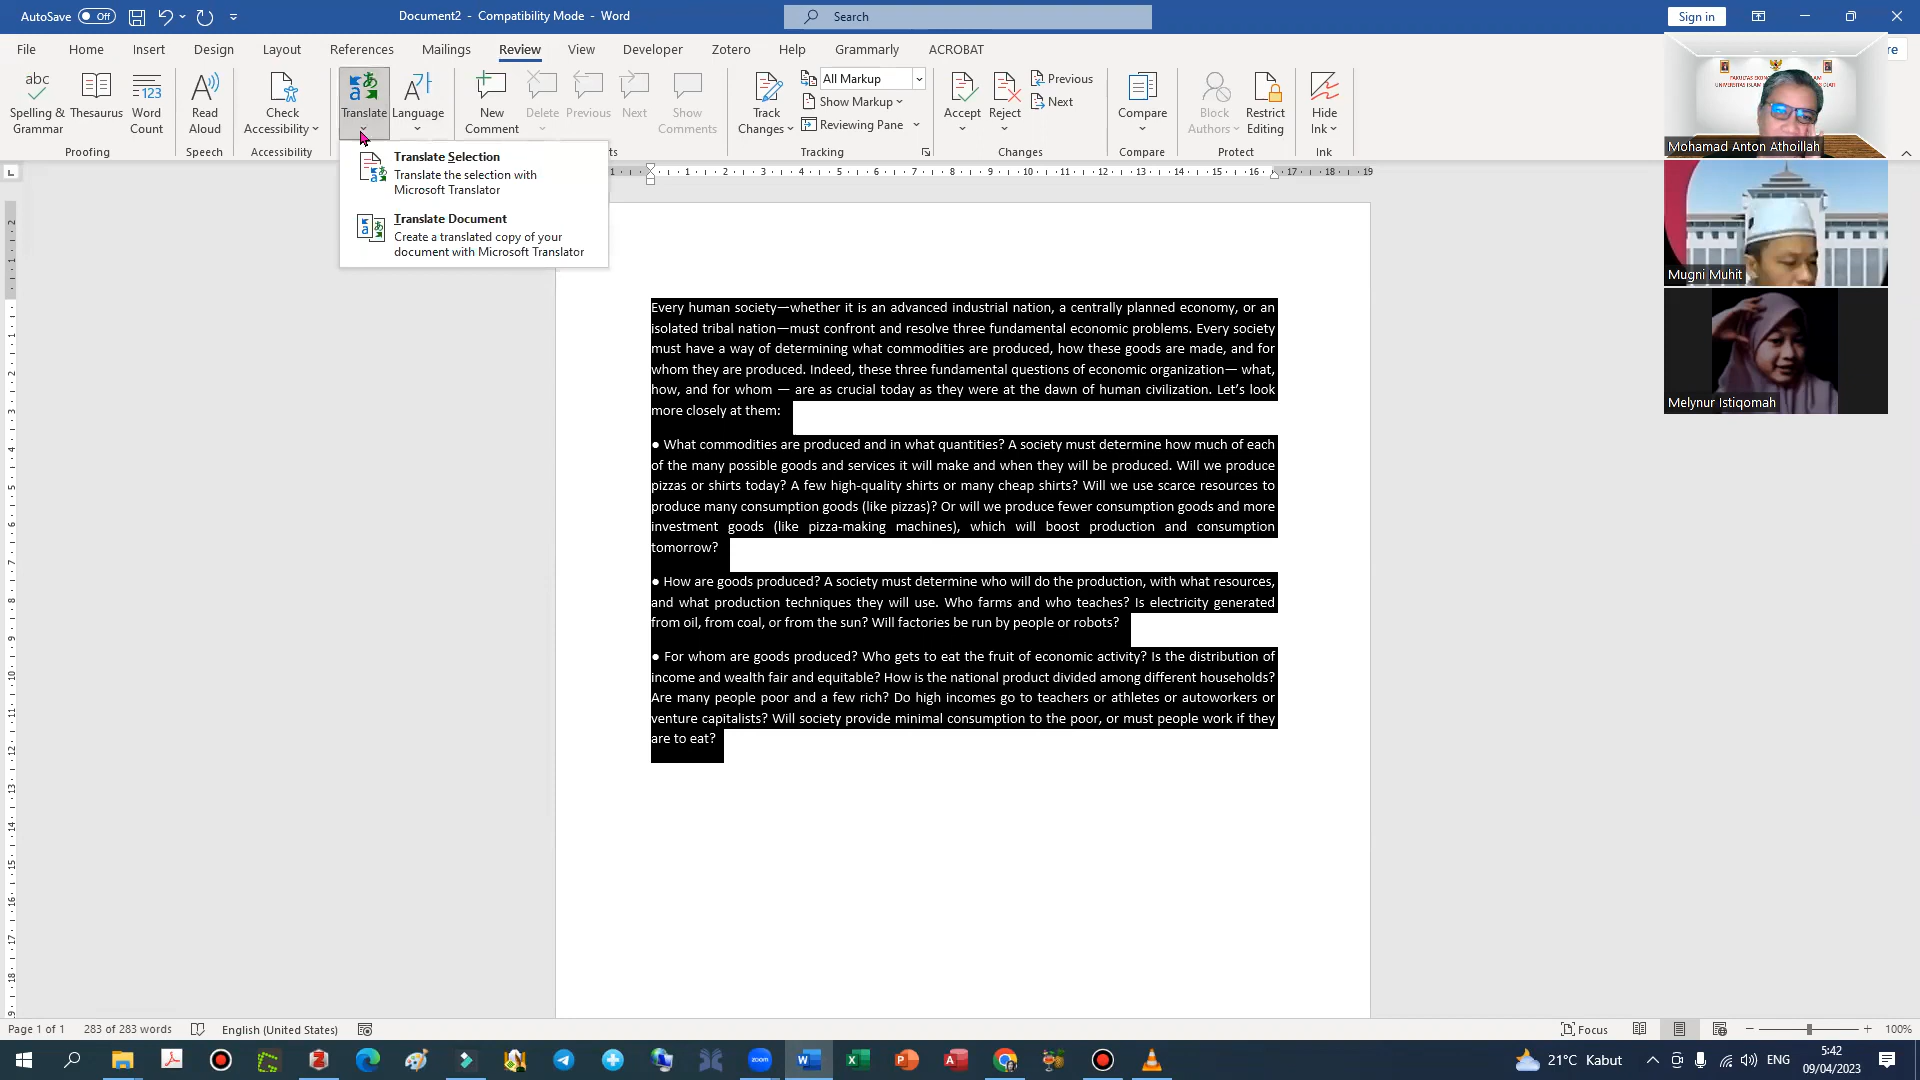 AutoSave Off
Document2 - Compatibility Mode - Word
Search
Sign in
File Home Insert Design Layout References Mailings Review View Developer Zotero Help Grammarly ACROBAT
re
Spelling & Grammar
Thesaurus
Word Count
Read Aloud
Check Accessibility
Translate
Language
New Comment
Delete
Previous
Next
Show Comments
Track Changes
All Markup
Show Markup
Reviewing Pane
Accept
Reject
Previous
Next
Compare
Block Authors
Restrict Editing
Hide Ink
Proofing
Speech
Accessibility
Tracking
Changes
Compare
Protect
Ink
Translate Selection
Translate the selection with
Microsoft Translator
Translate Document
Create a translated copy of your
document with Microsoft Translator
Mohamad Anton Athoillah
Mugni Muhit
Melynur Istiqomah
Every human society—whether it is an advanced industrial nation, a centrally planned economy, or an
isolated tribal nation—must confront and resolve three fundamental economic problems. Every society
must have a way of determining what commodities are produced, how these goods are made, and for
whom they are produced. Indeed, these three fundamental questions of economic organization— what,
how, and for whom — are as crucial today as they were at the dawn of human civilization. Let’s look
more closely at them:
● What commodities are produced and in what quantities? A society must determine how much of each
of the many possible goods and services it will make and when they will be produced. Will we produce
pizzas or shirts today? A few high-quality shirts or many cheap shirts? Will we use scarce resources to
produce many consumption goods (like pizzas)? Or will we produce fewer consumption goods and more
investment goods (like pizza-making machines), which will boost production and consumption
tomorrow?
● How are goods produced? A society must determine who will do the production, with what resources,
and what production techniques they will use. Who farms and who teaches? Is electricity generated
from oil, from coal, or from the sun? Will factories be run by people or robots?
● For whom are goods produced? Who gets to eat the fruit of economic activity? Is the distribution of
income and wealth fair and equitable? How is the national product divided among different households?
Are many people poor and a few rich? Do high incomes go to teachers or athletes or autoworkers or
venture capitalists? Will society provide minimal consumption to the poor, or must people work if they
are to eat?
Page 1 of 1 283 of 283 words English (United States)
Focus
100%
21°C Kabut
ENG
5:42
09/04/2023